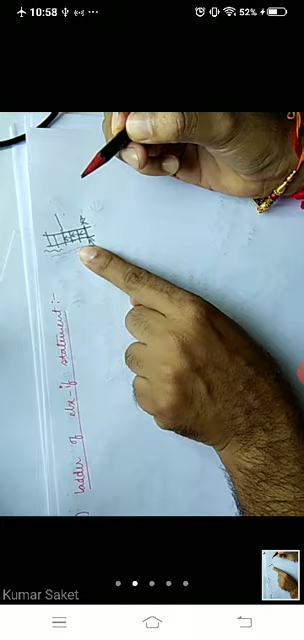 10:58
52%
) ladder of else-if statement :-
Kumar Saket